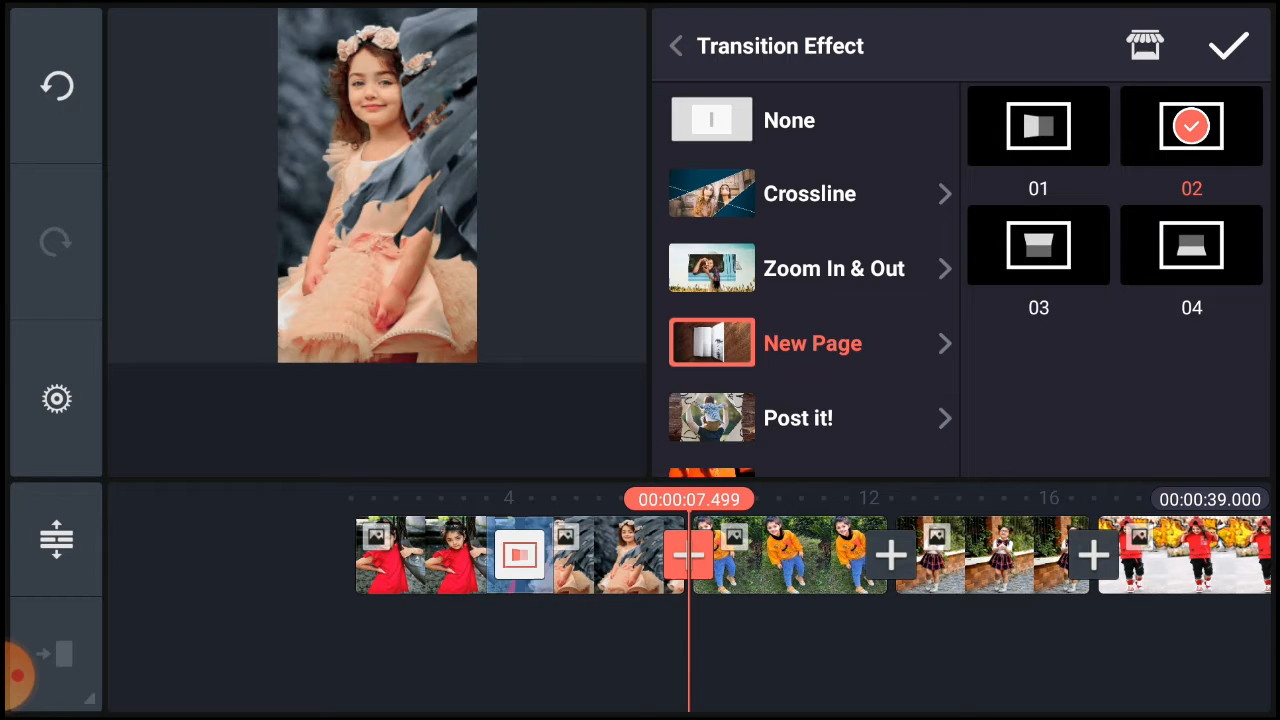 Transition Effect
None
Crossline
Zoom In & Out
New Page
Post it!
01
02
03
04
4
00:00:07.499
12
16
00:00:39.000